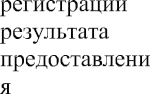 регистрации
результата
предоставлени
я